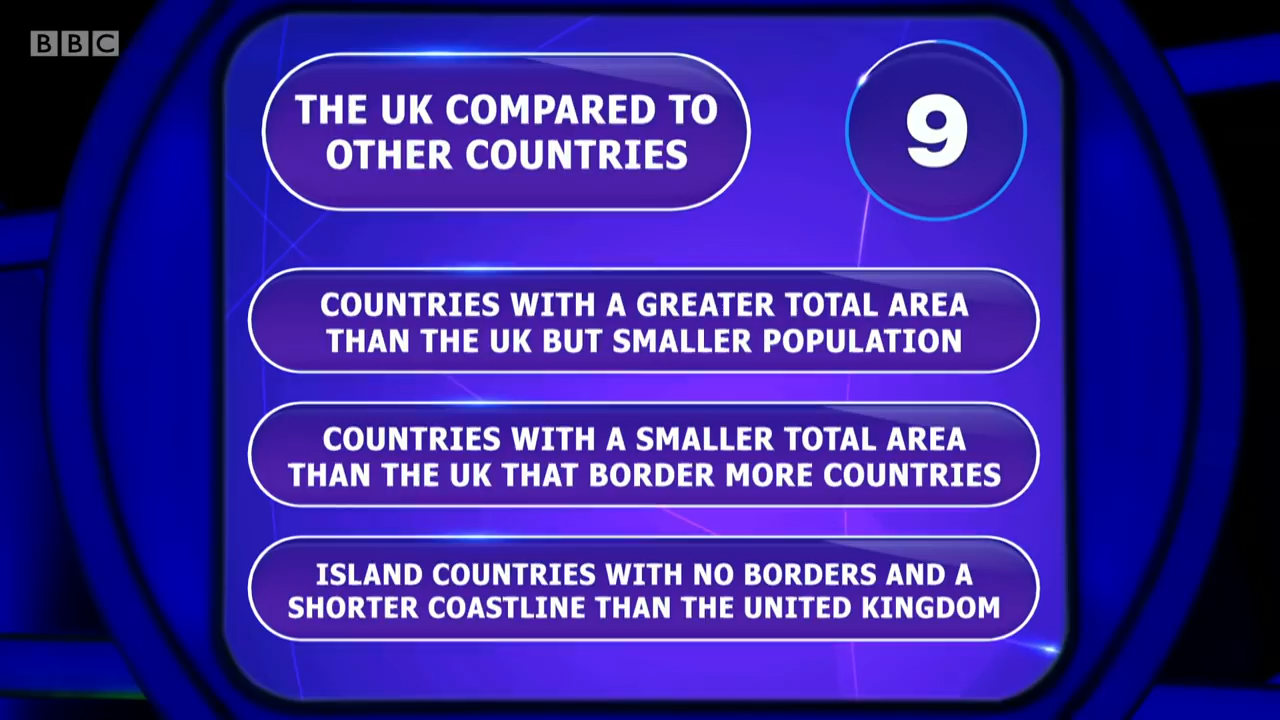 BBC
THE UK COMPARED TO
OTHER COUNTRIES
9
COUNTRIES WITH A GREATER TOTAL AREA
THAN THE UK BUT SMALLER POPULATION
COUNTRIES WITH A SMALLER TOTAL AREA
THAN THE UK THAT BORDER MORE COUNTRIES
ISLAND COUNTRIES WITH NO BORDERS AND A
SHORTER COASTLINE THAN THE UNITED KINGDOM